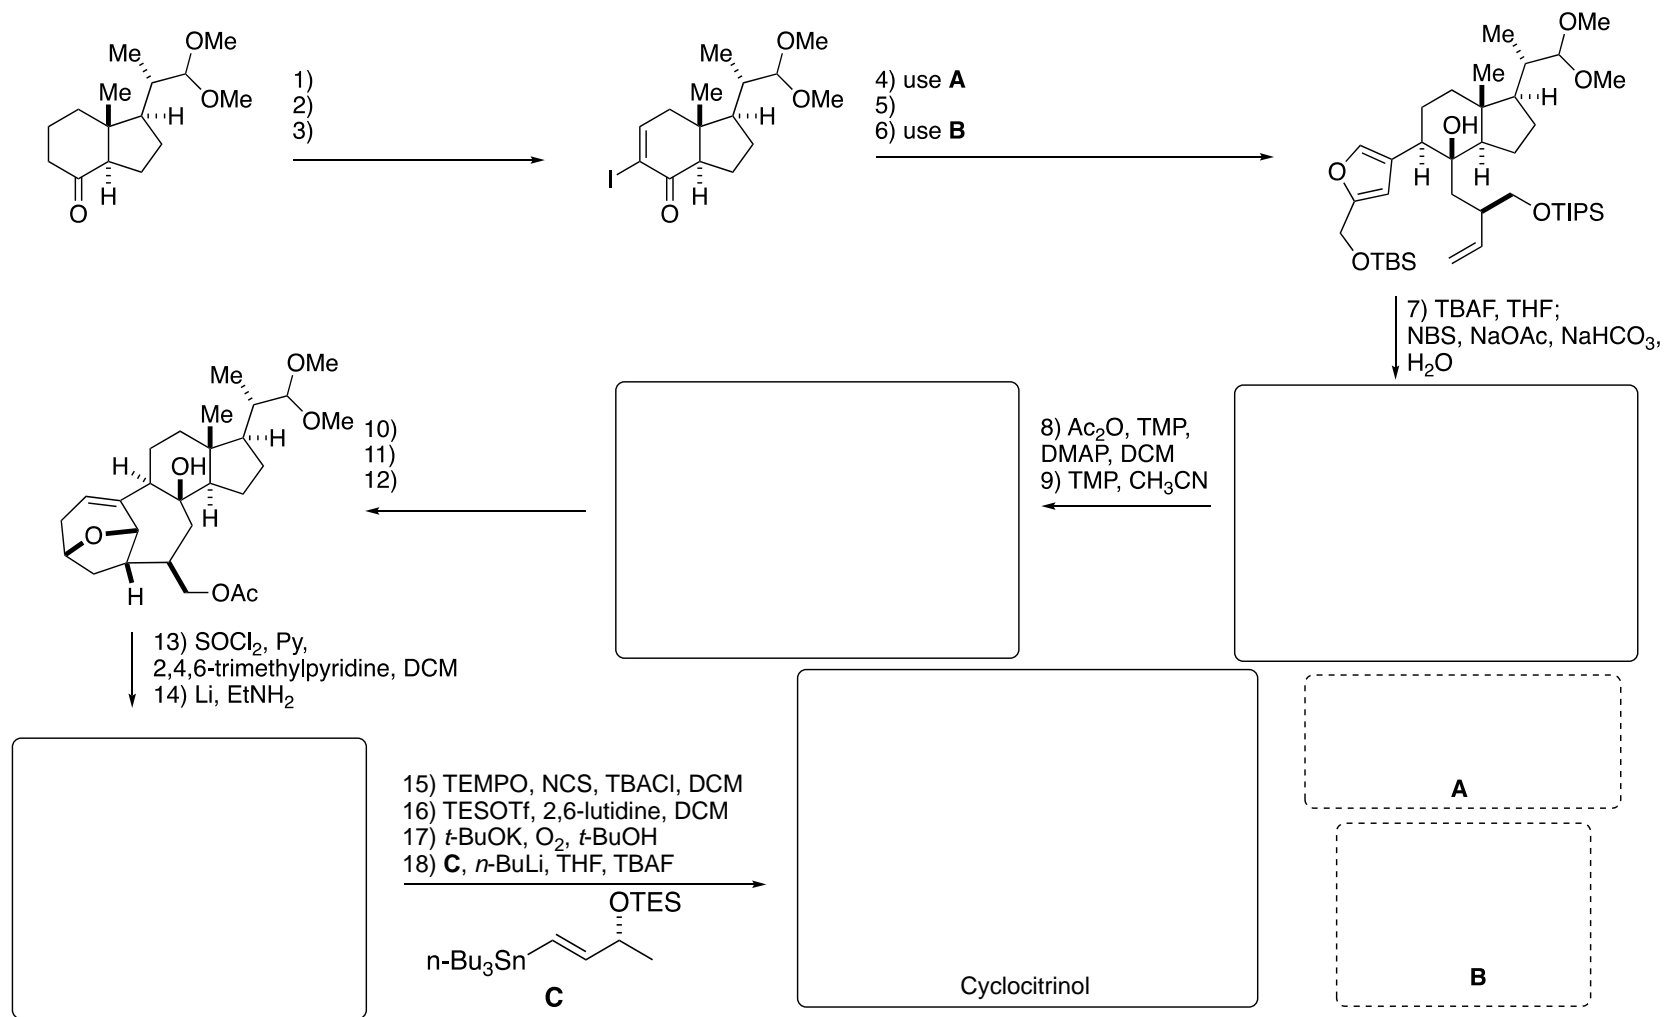 Me
OMe
OMe
Me
H
H
O
1)
2)
3)
Me
OMe
OMe
Me
H
H
I
O
4) use A
5)
6) use B
Me
OMe
OMe
Me
H
OH
H
H
O
OTBS
OTIPS
7) TBAF, THF;
NBS, NaOAc, NaHCO3,
H2O
8) Ac2O, TMP,
DMAP, DCM
9) TMP, CH3CN
10)
11)
12)
Me
OMe
OMe
Me
H
H
OH
H
O
H
OAc
13) SOCl2, Py,
2,4,6-trimethylpyridine, DCM
14) Li, EtNH2
15) TEMPO, NCS, TBACl, DCM
16) TESOTf, 2,6-lutidine, DCM
17) t-BuOK, O2, t-BuOH
18) C, n-BuLi, THF, TBAF
OTES
n-Bu3Sn
C
Cyclocitrinol
A
B